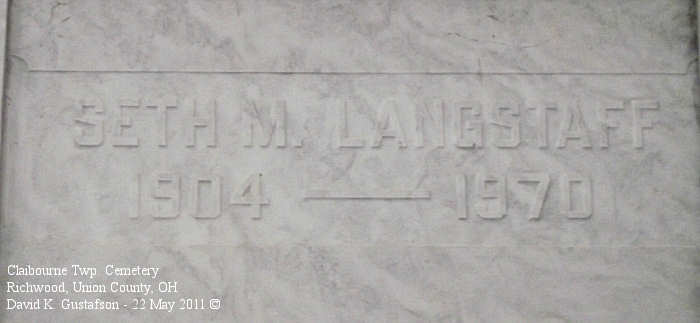 SETH M. LANGSTAFF
1904 — 1970
Claibourne Twp. Cemetery
Richwood, Union County, OH
David K. Gustafson - 22 May 2011 ©